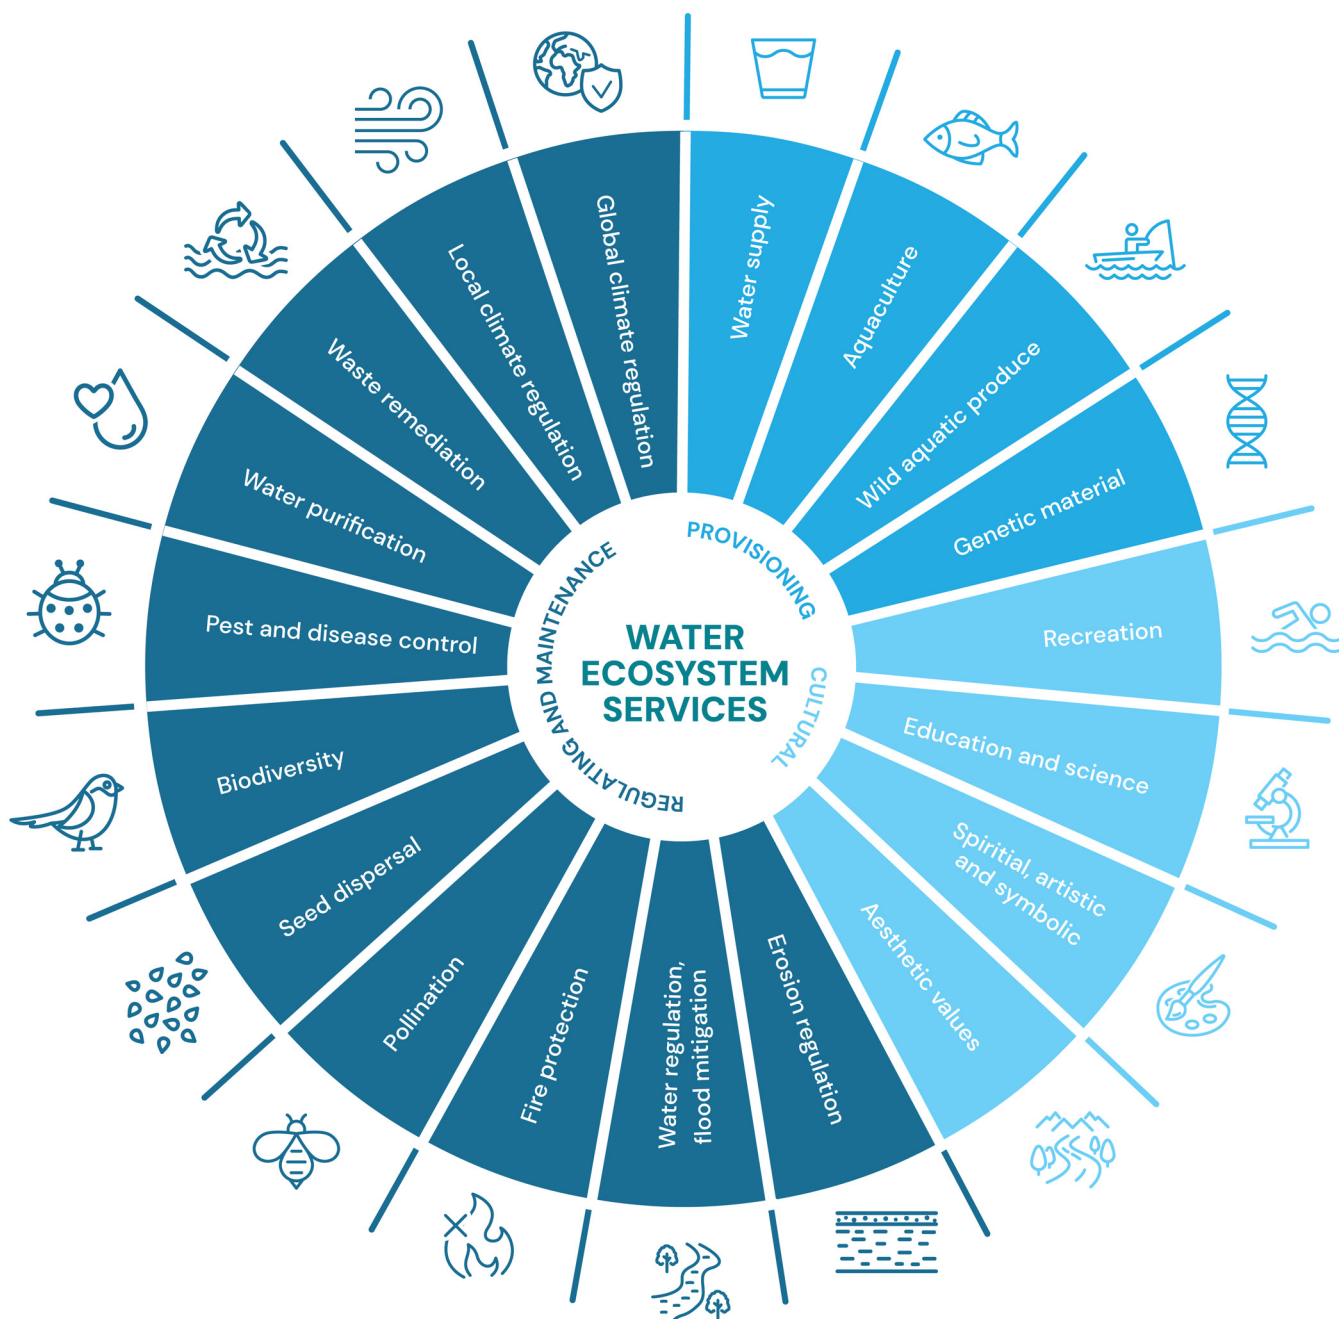 WATER
ECOSYSTEM
SERVICES
PROVISIONING
CULTURAL
REGULATING AND MAINTENANCE
Water supply
Aquaculture
Wild aquatic produce
Genetic material
Recreation
Education and science
Spiritial, artistic
and symbolic
Aesthetic values
Erosion regulation
Water regulation,
flood mitigation
Fire protection
Pollimation
Seed dispersal
Biodiversity
Pest and disease control
Water purification
Waste remediation
Local climate regulation
Global climate regulation